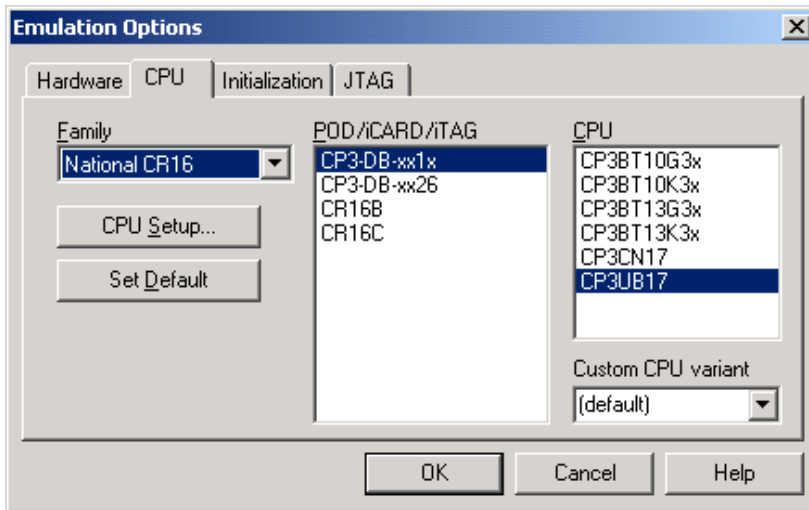 Emulation Options
Hardware CPU Initialization JTAG
Family
National CR16
CPU Setup...
Set Default
POD/iCARD/iTAG
CP3-DB-xx1x
CP3-DB-xx26
CR16B
CR16C
CPU
CP3BT10G3x
CP3BT10K3x
CP3BT13G3x
CP3BT13K3x
CP3CN17
CP3UB17
Custom CPU variant
(default)
OK Cancel Help